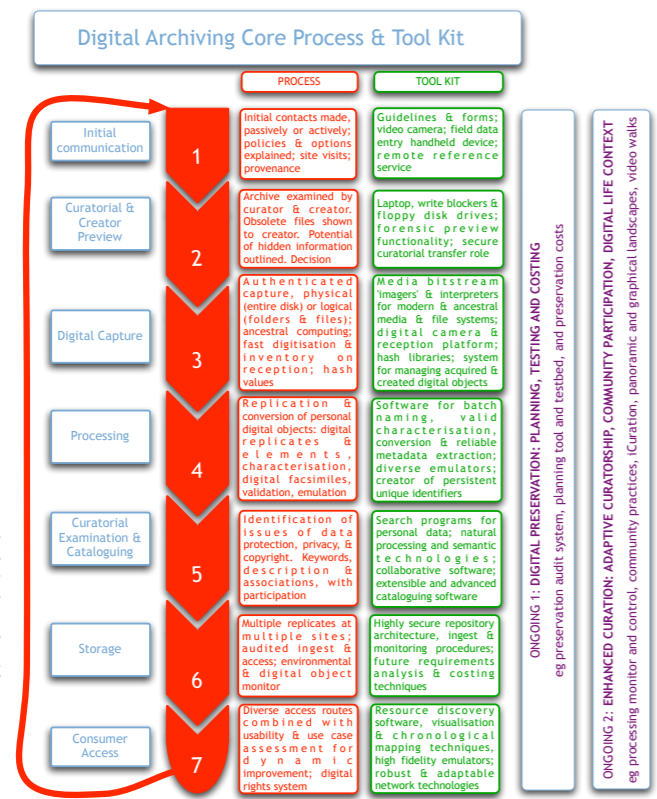 Digital Archiving Core Process & Tool Kit
PROCESS
TOOL KIT
Initial
communication
1
Initial contacts made,
passively or actively;
policies & options
explained; site visits;
provenance
Guidelines & forms;
video camera; field data
entry handheld device;
remote reference
service
Curatorial &
Creator
Preview
2
Archive examined by
curator & creator.
Obsolete files shown
to creator. Potential
of hidden information
outlined. Decision
Laptop, write blockers &
floppy disk drives;
forensic preview
functionality; secure
curatorial transfer role
Digital Capture
3
Authenticated
capture, physical
(entire disk) or logical
(folders & files);
ancestral computing;
fast digitisation &
inventory on
reception; hash
values
Media bitstream
'imagers' & interpreters
for modern & ancestral
media & file systems;
digital camera &
reception platform;
hash libraries; system
for managing acquired &
created digital objects
Processing
4
Replication &
conversion of personal
digital objects: digital
replicates &
elements,
characterisation,
digital facsimiles,
validation, emulation
Software for batch
naming, valid
characterisation,
conversion & reliable
metadata extraction;
diverse emulators;
creator of persistent
unique identifiers
Curatorial
Examination &
Cataloguing
5
Identification of
issues of data
protection, privacy, &
copyright. Keywords,
description &
associations, with
participation
Search programs for
personal data; natural
processing and semantic
technologies;
collaborative software;
extensible and advanced
cataloguing software
Storage
6
Multiple replicates at
multiple sites;
audited ingest &
access; environmental
& digital object
monitor
Highly secure repository
architecture, ingest &
monitoring procedures;
future requirements
analysis & costing
techniques
Consumer
Access
7
Diverse access routes
combined with
usability & use case
assessment for
dynamic
improvement; digital
rights system
Resource discovery
software, visualisation
& chronological
mapping techniques,
high fidelity emulators;
robust & adaptable
network technologies
ONGOING 1: DIGITAL PRESERVATION: PLANNING, TESTING AND COSTING
eg preservation audit system, planning tool and testbed, and preservation costs
ONGOING 2: ENHANCED CURATION: ADAPTIVE CURATORSHIP, COMMUNITY PARTICIPATION, DIGITAL LIFE CONTEXT
eg processing monitor and control, community practices, iCuration, panoramic and graphical landscapes, video walks